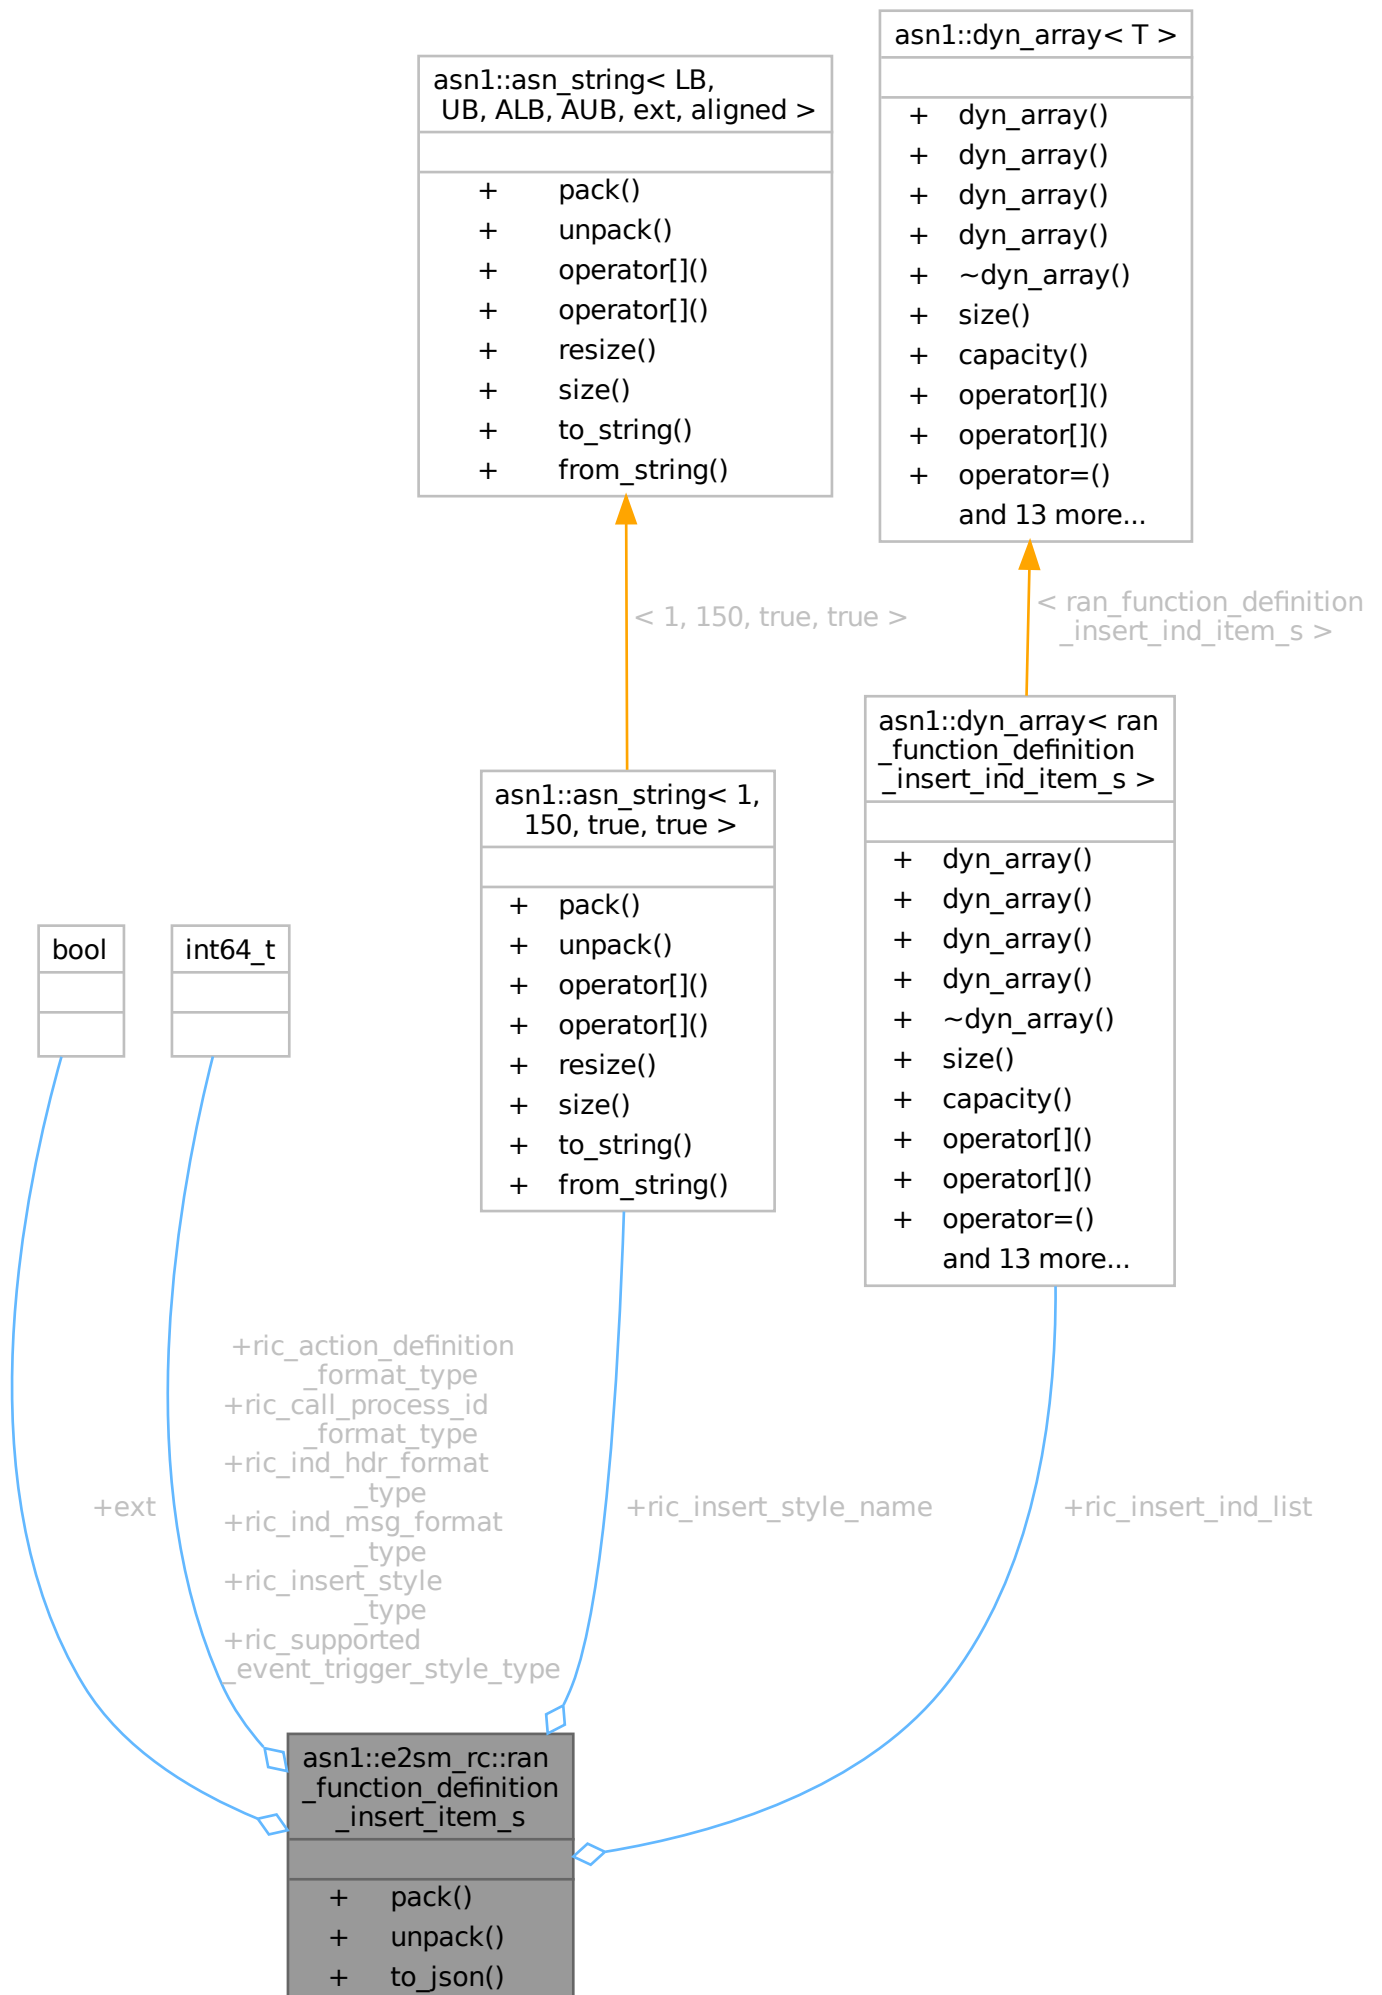 asn1::dyn_array< T >
+ dyn_array()
+ dyn_array()
+ dyn_array()
+ dyn_array()
+ ~dyn_array()
+ size()
+ capacity()
+ operator[]()
+ operator[]()
+ operator=()
and 13 more...
asn1::asn_string< LB,
UB, ALB, AUB, ext, aligned >
+ pack()
+ unpack()
+ operator[]()
+ operator[]()
+ resize()
+ size()
+ to_string()
+ from_string()
< 1, 150, true, true >
< ran_function_definition
_insert_ind_item_s >
asn1::dyn_array< ran
_function_definition
_insert_ind_item_s >
+ dyn_array()
+ dyn_array()
+ dyn_array()
+ dyn_array()
+ ~dyn_array()
+ size()
+ capacity()
+ operator[]()
+ operator[]()
+ operator=()
and 13 more...
asn1::asn_string< 1,
150, true, true >
+ pack()
+ unpack()
+ operator[]()
+ operator[]()
+ resize()
+ size()
+ to_string()
+ from_string()
bool
int64_t
+ext
+ric_action_definition
_format_type
+ric_call_process_id
_format_type
+ric_ind_hdr_format
_type
+ric_ind_msg_format
_type
+ric_insert_style
_type
+ric_supported
_event_trigger_style_type
+ric_insert_style_name
+ric_insert_ind_list
asn1::e2sm_rc::ran
_function_definition
_insert_item_s
+ pack()
+ unpack()
+ to_json()